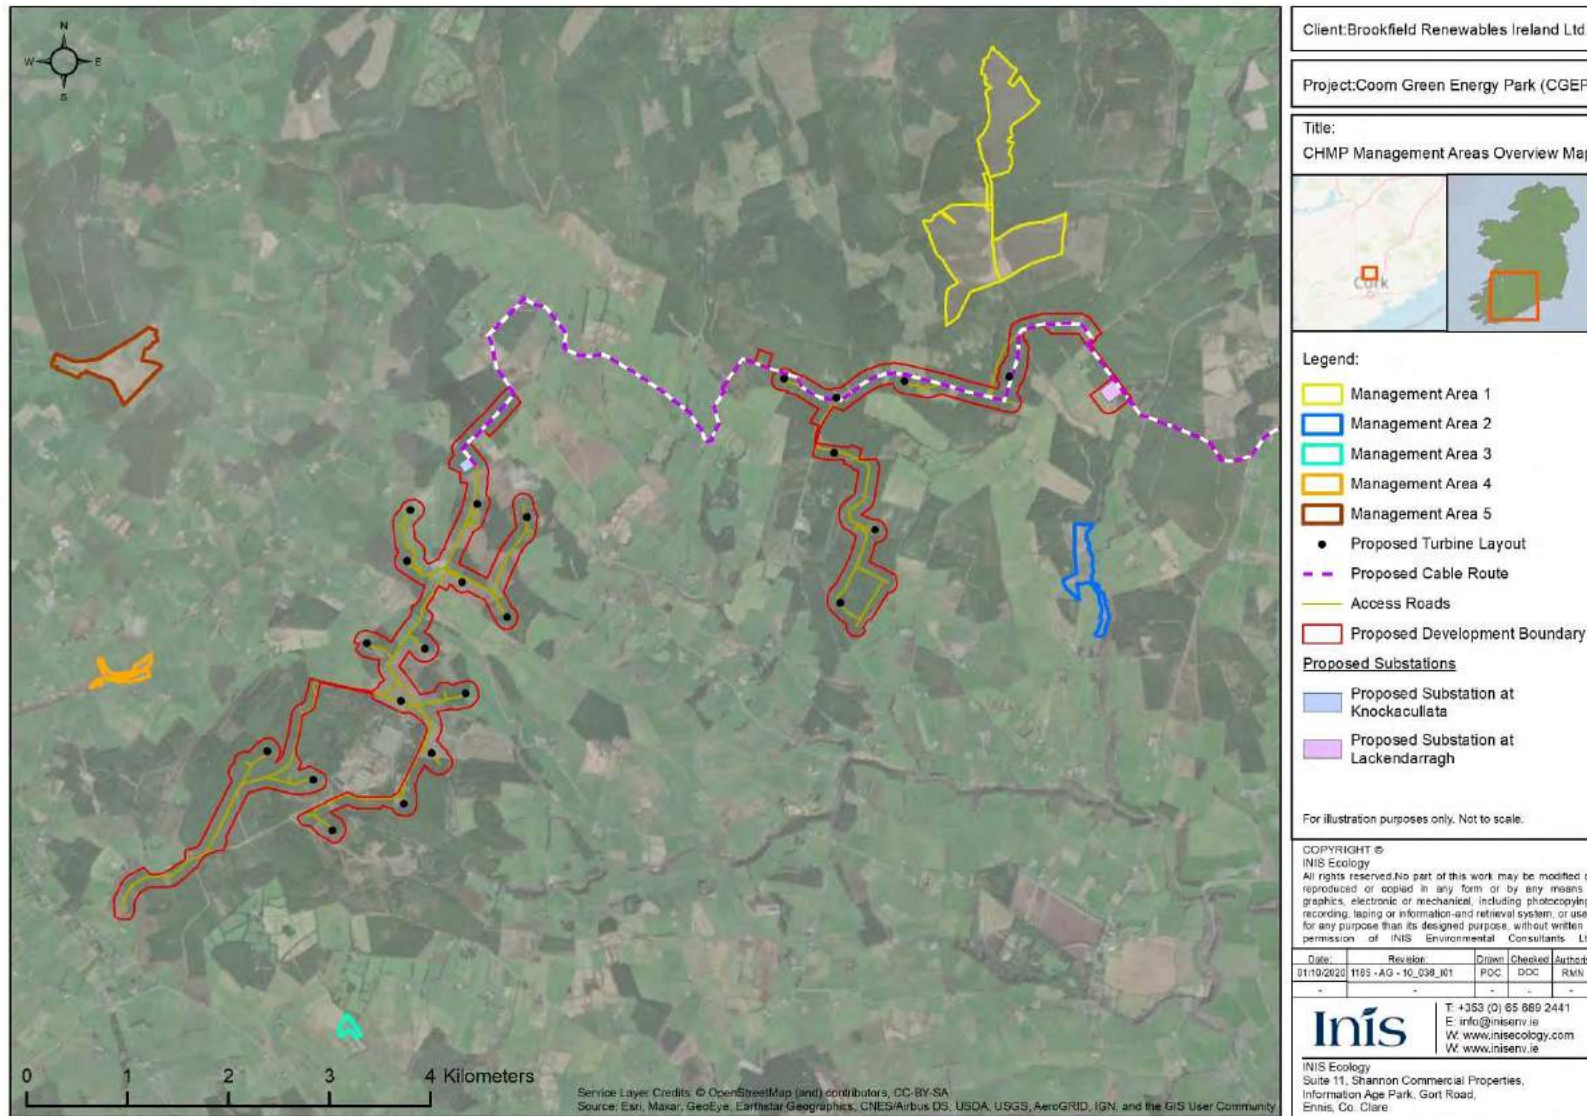 N
W E
S
0 1 2 3 4 Kilometers
Service Layer Credits: © OpenStreetMap (and) contributors, CC-BY-SA
Source: Esri, Maxar, GeoEye, Earthstar Geographics, CNES/Airbus DS, USDA, USGS, AeroGRID, IGN, and the GIS User Community
Client:Brookfield Renewables Ireland Ltd
Project:Coom Green Energy Park (CGEP
Title:
CHMP Management Areas Overview Map
Cork
Legend:
Management Area 1
Management Area 2
Management Area 3
Management Area 4
Management Area 5
Proposed Turbine Layout
Proposed Cable Route
Access Roads
Proposed Development Boundary
Proposed Substations
Proposed Substation at
Knockacullata
Proposed Substation at
Lackendarragh
For illustration purposes only. Not to scale.
COPYRIGHT ©
INIS Ecology
All rights reserved.No part of this work may be modified
reproduced or copied in any form or by any means
graphics, electronic or mechanical, including photocopying
recording, taping or information-and retrieval system, or use
for any purpose than its designed purpose, without written
permission of INIS Environmental Consultants Lt
Date: Revision: Drawn Checked Authoris
01/10/2020 1165 - AG - 10_038_I01 POC DOC RMN
- - - - -
Inis
T: +353 (0) 65 689 2441
E: info@inisenv.ie
W: www.inisecology.com
W: www.inisenv.ie
INIS Ecology
Suite 11, Shannon Commercial Properties,
Information Age Park, Gort Road,
Ennis, Co. Clare